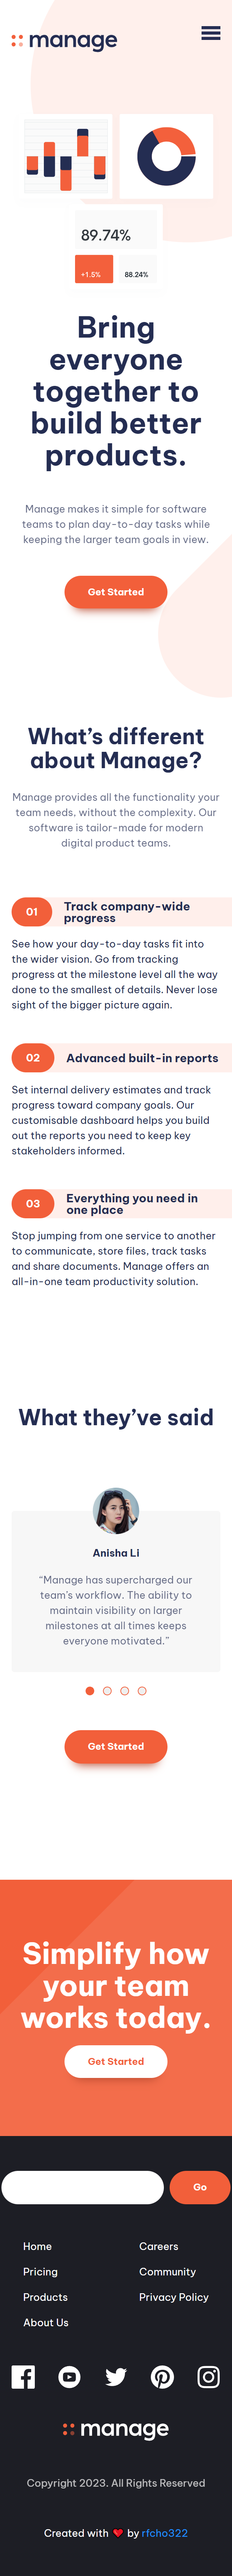 manage
89.74%
+1.5%
88.24%
Bring
everyone
together to
build better
products.
Manage makes it simple for software
teams to plan day-to-day tasks while
keeping the larger team goals in view.
Get Started
What’s different
about Manage?
Manage provides all the functionality your
team needs, without the complexity. Our
software is tailor-made for modern
digital product teams.
01
Track company-wide
progress
See how your day-to-day tasks fit into
the wider vision. Go from tracking
progress at the milestone level all the way
done to the smallest of details. Never lose
sight of the bigger picture again.
02
Advanced built-in reports
Set internal delivery estimates and track
progress toward company goals. Our
customisable dashboard helps you build
out the reports you need to keep key
stakeholders informed.
03
Everything you need in
one place
Stop jumping from one service to another
to communicate, store files, track tasks
and share documents. Manage offers an
all-in-one team productivity solution.
What they’ve said
Anisha Li
“Manage has supercharged our
team’s workflow. The ability to
maintain visibility on larger
milestones at all times keeps
everyone motivated.”
Get Started
Simplify how
your team
works today.
Get Started
Go
Home
Careers
Pricing
Community
Products
Privacy Policy
About Us
manage
Copyright 2023. All Rights Reserved
Created with ❤ by rfcho322